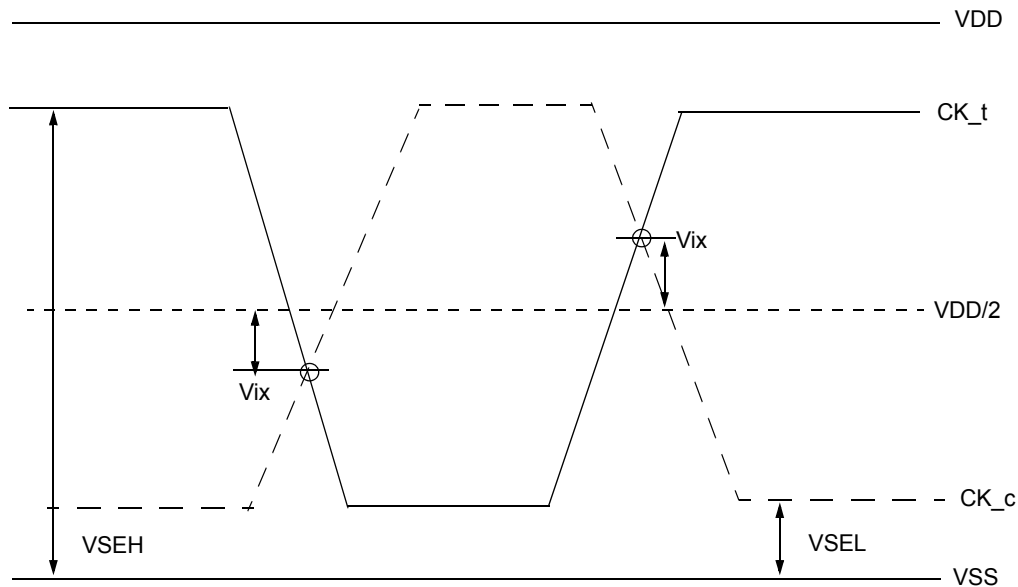 VDD
CK_t
Vix
VDD/2
Vix
CK_c
VSEH
VSEL
VSS